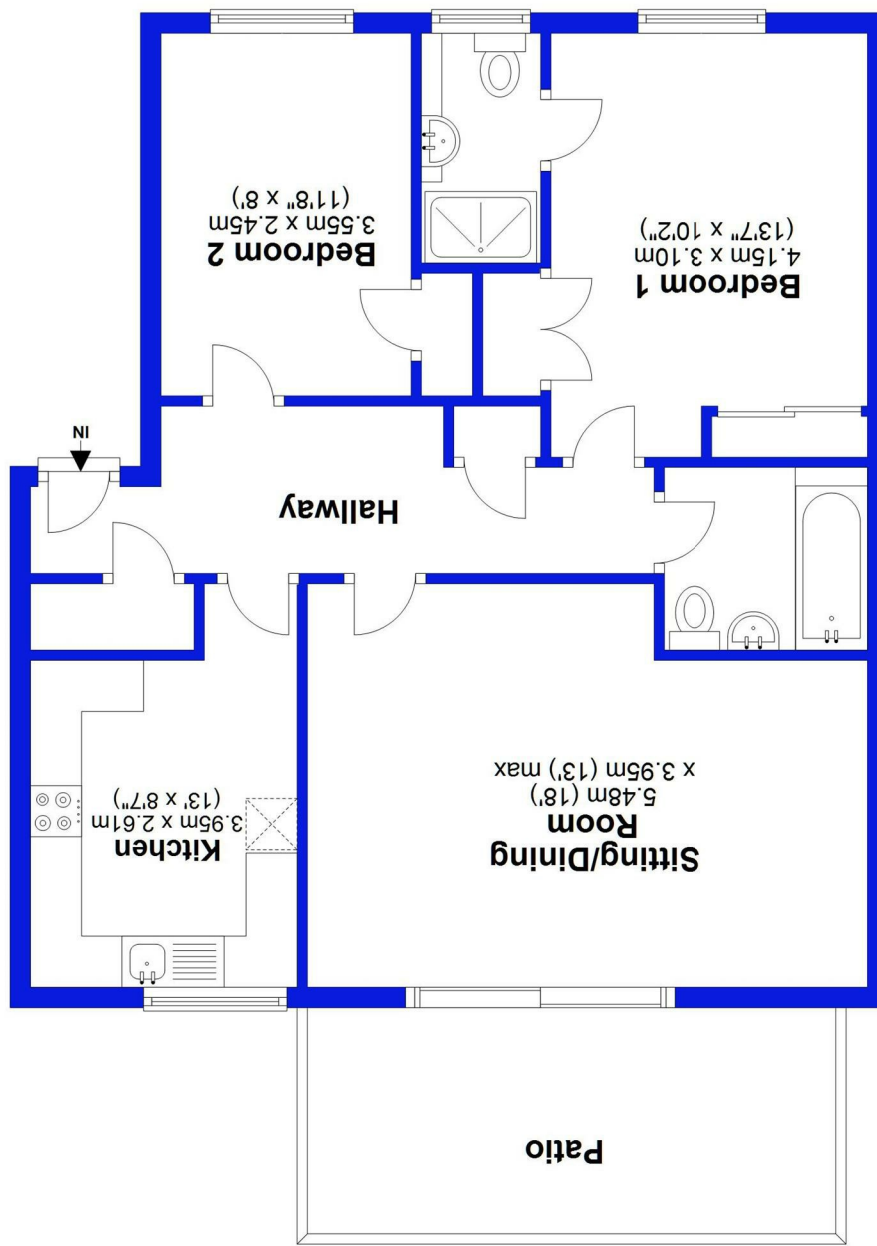 Patio
Sitting/Dining
Room
5.48m (18')
x 3.95m (13') max
Kitchen
3.95m x 2.61m
(13' x 8'7")
Hallway
IN
Bedroom 1
4.15m x 3.10m
(13'7" x 10'2")
Bedroom 2
3.55m x 2.45m
(11'8" x 8')